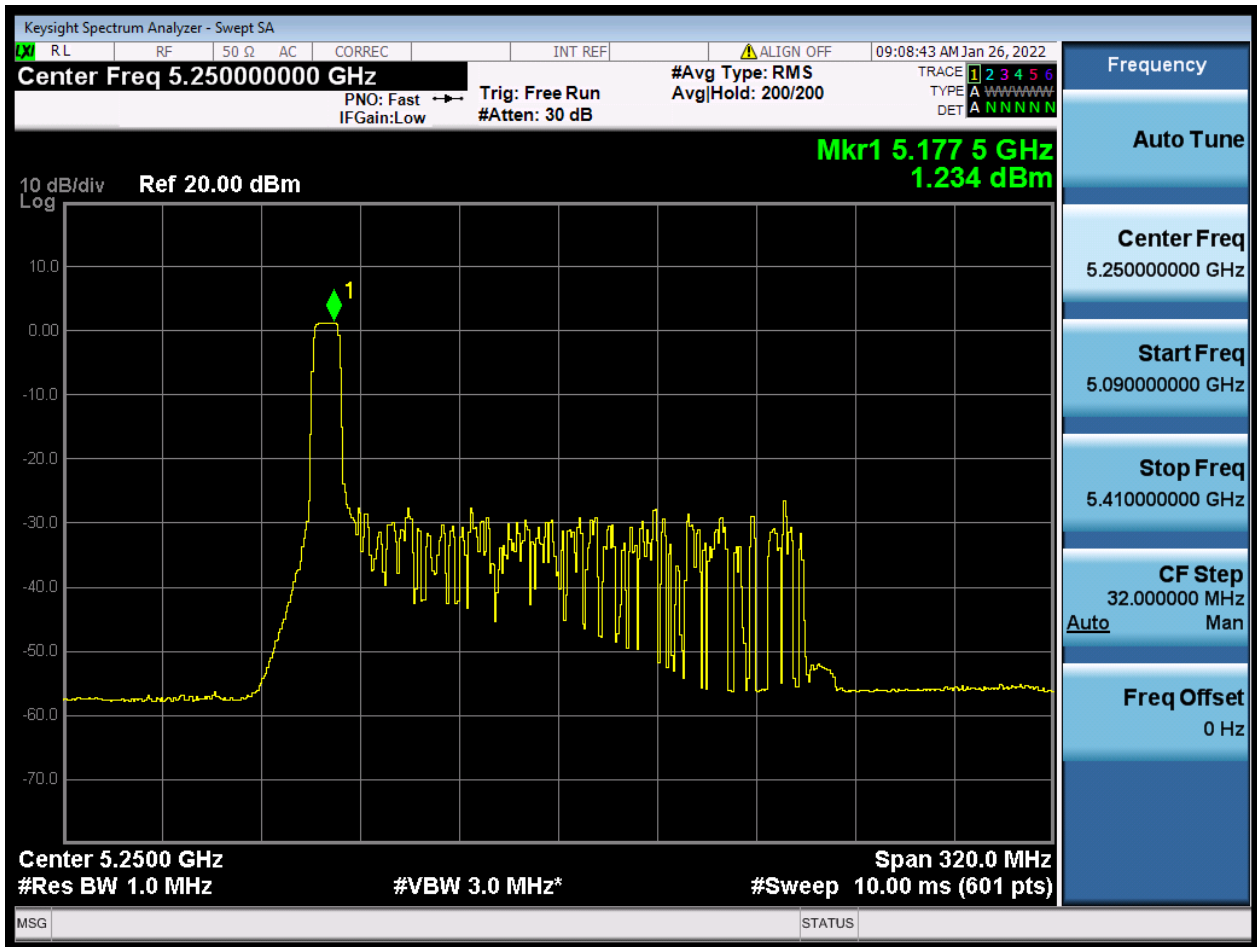 Keysight Spectrum Analyzer - Swept SA
LXI RL RF 50 Ω AC CORREC INT REF ALIGN OFF 09:08:43 AM Jan 26, 2022
Center Freq 5.250000000 GHz
PNO: Fast
IFGain:Low
Trig: Free Run
#Atten: 30 dB
#Avg Type: RMS
Avg|Hold: 200/200
TRACE 1 2 3 4 5 6
TYPE A WWWWW
DET A N N N N N
Mkr1 5.177 5 GHz
1.234 dBm
10 dB/div Ref 20.00 dBm
Log
1
10.0
0.00
-10.0
-20.0
-30.0
-40.0
-50.0
-60.0
-70.0
Center 5.2500 GHz Span 320.0 MHz
#Res BW 1.0 MHz #VBW 3.0 MHz* #Sweep 10.00 ms (601 pts)
MSG STATUS
Frequency
Auto Tune
Center Freq
5.250000000 GHz
Start Freq
5.090000000 GHz
Stop Freq
5.410000000 GHz
CF Step
32.000000 MHz
Auto Man
Freq Offset
0 Hz